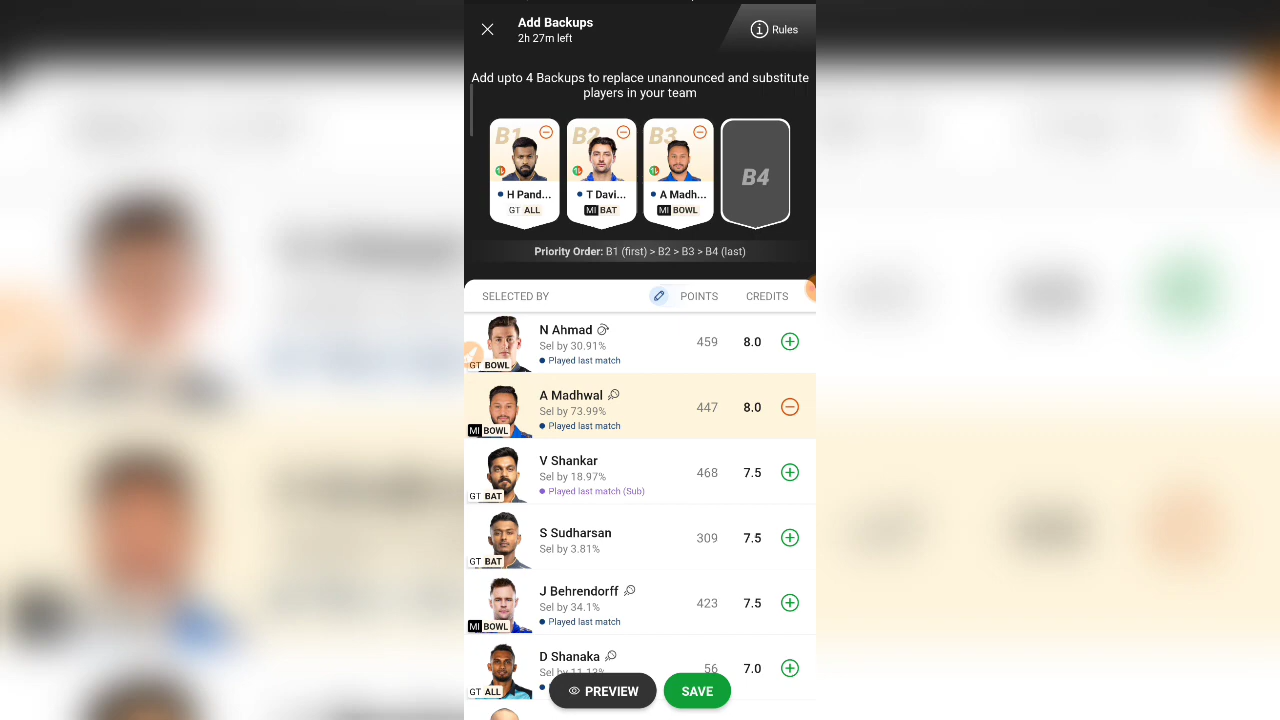 Add Backups
2h 27m left
Rules
Add upto 4 Backups to replace unannounced and substitute
players in your team
B1 B2 B3 B4
H Pand... T Davi... A Madh...
GT ALL MI BAT MI BOWL
Priority Order: B1 (first) > B2 > B3 > B4 (last)
SELECTED BY POINTS CREDITS
N Ahmad
Sel by 30.91% 459 8.0
Played last match
GT BOWL
A Madhwal
Sel by 73.99% 447 8.0
Played last match
MI BOWL
V Shankar
Sel by 18.97% 468 7.5
Played last match (Sub)
GT BAT
S Sudharsan
Sel by 3.81% 309 7.5
GT BAT
J Behrendorff
Sel by 34.1% 423 7.5
Played last match
MI BOWL
D Shanaka
Sel by 11.13% 56 7.0
GT ALL
PREVIEW SAVE